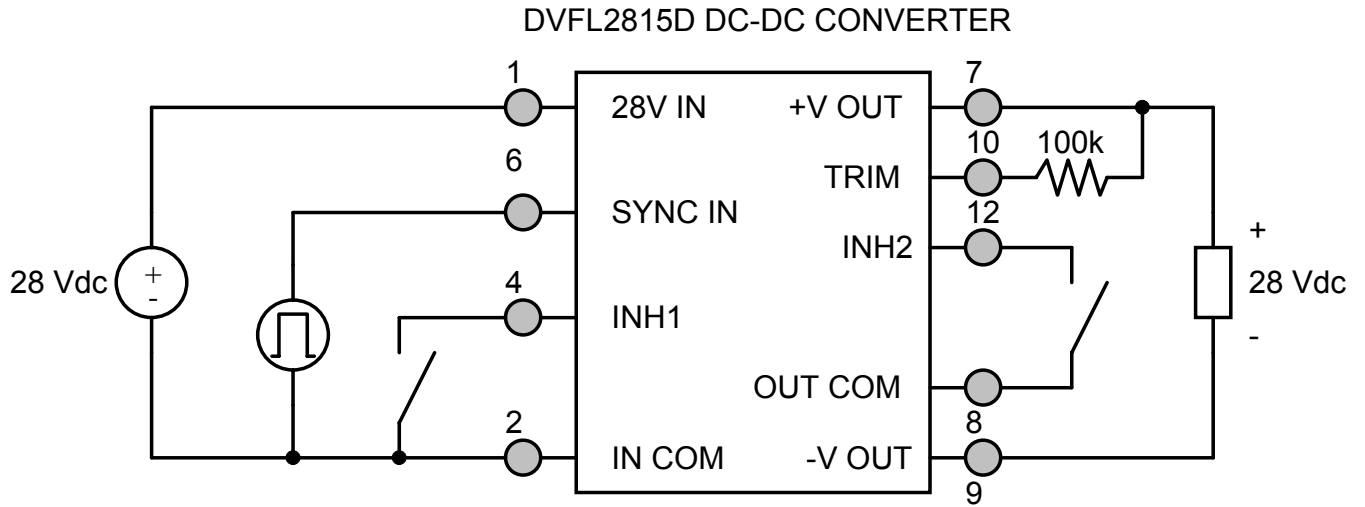 DVFL2815D DC-DC CONVERTER
1
7
28V IN
+V OUT
10
100k
6
TRIM
12
SYNC IN
INH2
+
28 Vdc
+
-
28 Vdc
4
INH1
-
OUT COM
2
8
IN COM
-V OUT
9